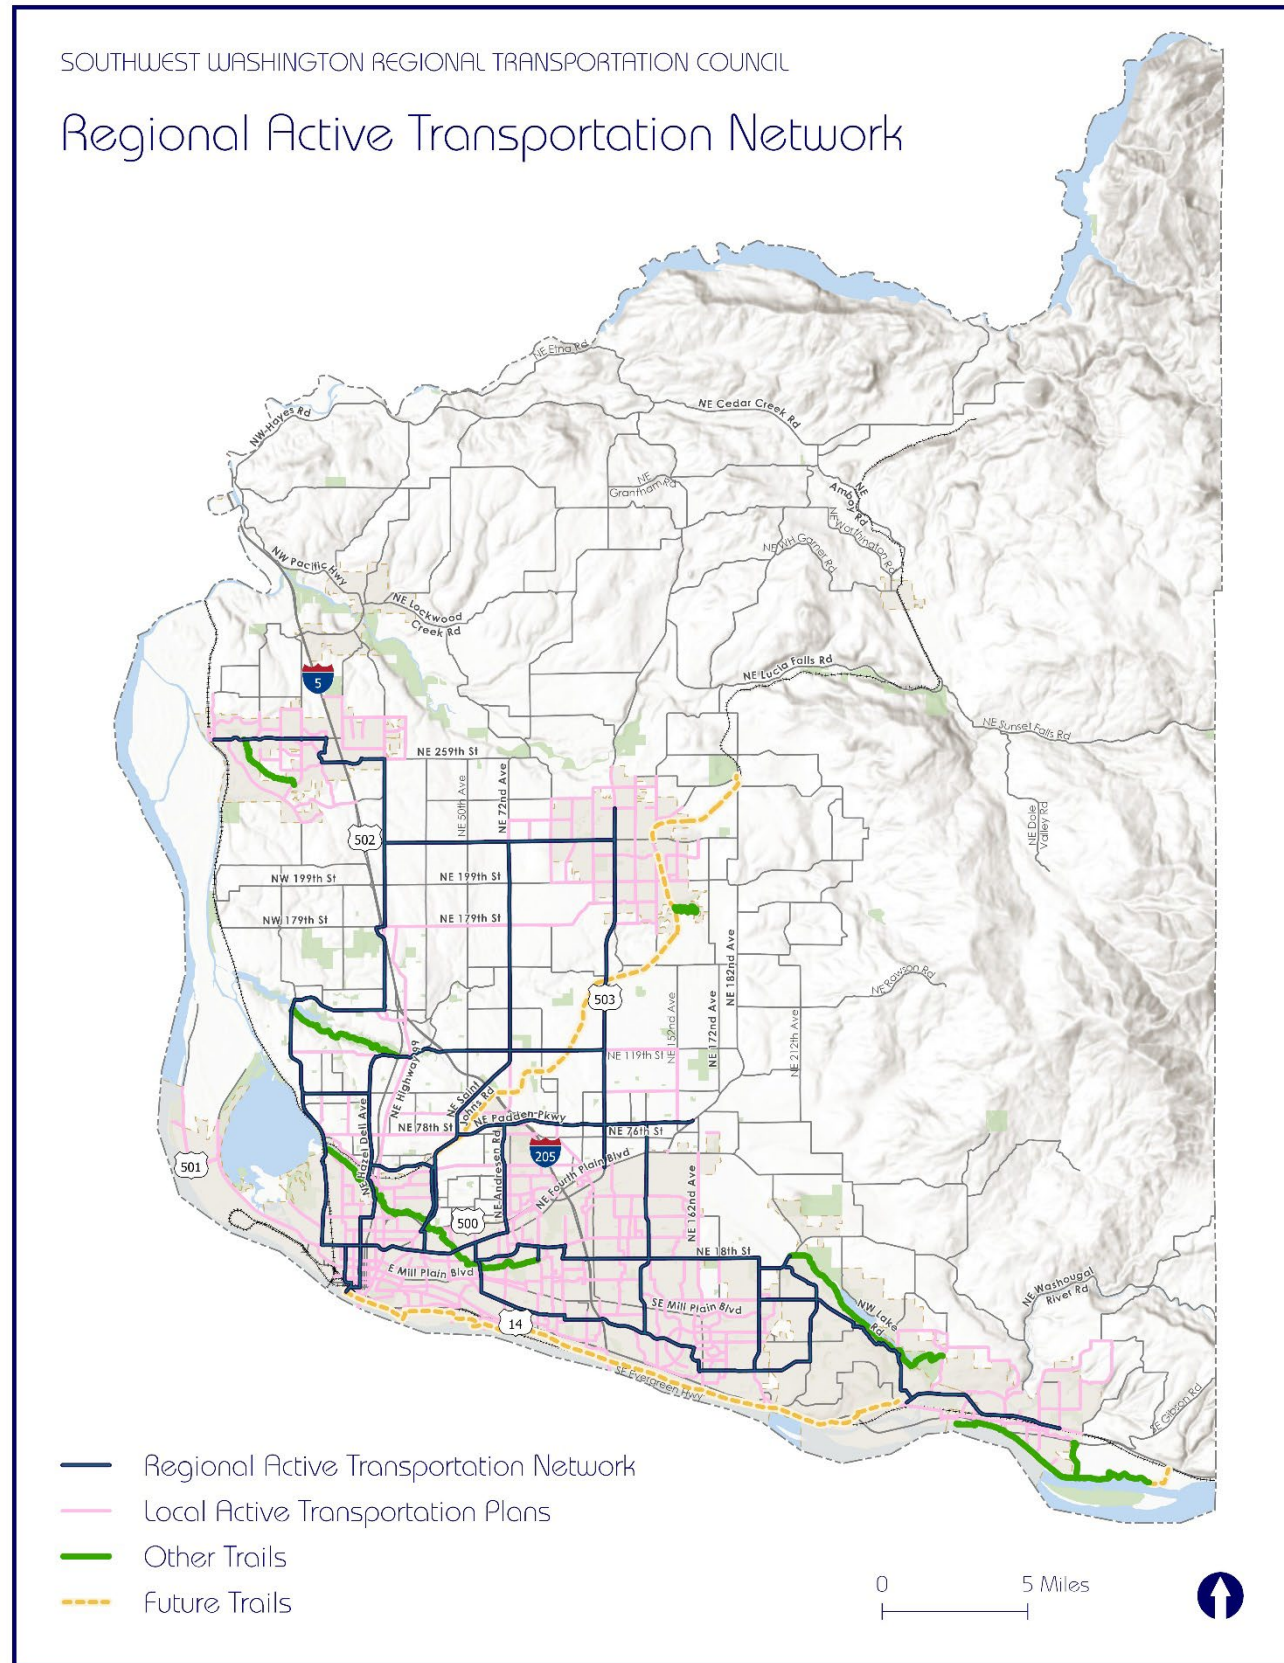 SOUTHWEST WASHINGTON REGIONAL TRANSPORTATION COUNCIL
Regional Active Transportation Network
NE Etna Rd
NW Hayes Rd
NE Cedar Creek Rd
NE
Grantham Rd
NE
Amboy Rd
NE Worthington Rd
NE WH Garner Rd
NW Pacific Hwy
NE Lockwood
Creek Rd
NE Lucia Falls Rd
5
NE Sunset Falls Rd
NE 259th St
NE 50th Ave
NE 72nd Ave
NE Dole
Valley Rd
502
NW 199th St
NE 199th St
NW 179th St
NE 179th St
NE 182nd Ave
NE Rawson Rd
503
NE 152nd Ave
NE 172nd Ave
NE 212th Ave
NE Highway 99
NE 119th St
NE Saint
Johns Rd
NE Hazel Dell Ave
NE 78th St
NE Padden Pkwy
NE 76th St
501
205
NE Andresen Rd
NE Fourth Plain Blvd
NE 162nd Ave
500
NE 18th St
E Mill Plain Blvd
NE Washougal
River Rd
SE Mill Plain Blvd
NW Lake
Rd
14
SE Evergreen Hwy
SE Gibson Rd
Regional Active Transportation Network
Local Active Transportation Plans
Other Trails
Future Trails
0 5 Miles